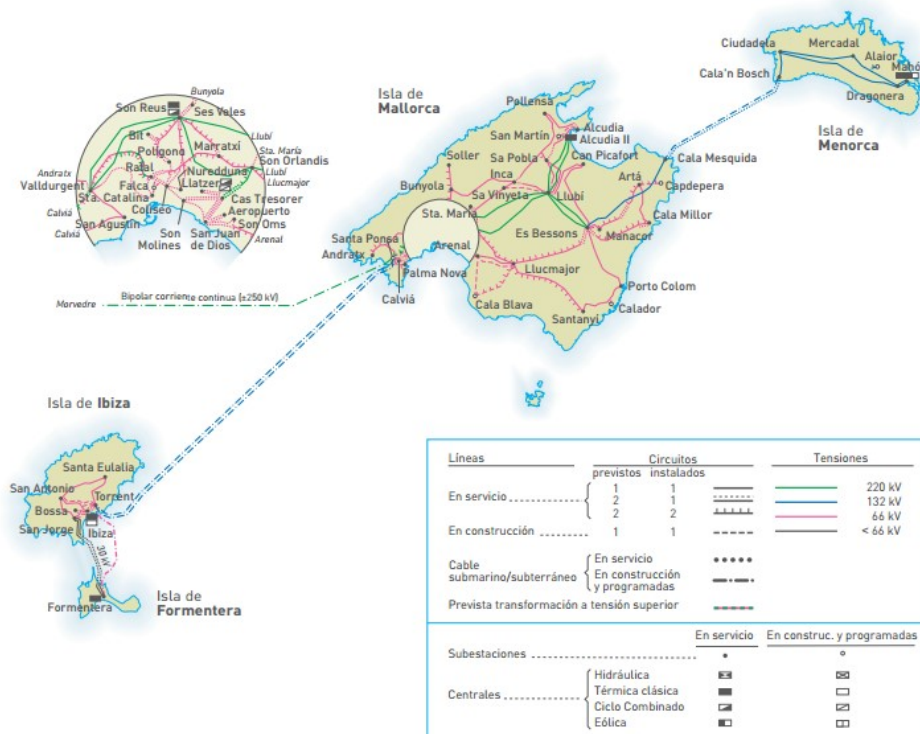 Ciudadela
Mercadal
Alaior
Mahó
Cala'n Bosch
Dragonera
Isla de
Menorca
Isla de
Mallorca
Pollensa
San Martín
Alcudia
Alcudia II
Soller
Sa Pobla
Can Picafort
Cala Mesquida
Inca
Artá
Bunyola
Sa Vinyeta
Llubí
Capdepera
Sta. María
Cala Millor
Es Bessons
Manacor
Santa Ponsa
Arenal
Andratx
Palma Nova
Llucmajor
Calviá
Cala Blava
Porto Colom
Calador
Santanyi
Bunyola
Son Reus
Ses Vales
Bit
Llubí
Polígono
Marratxi
Sta. María
Son Orlandis
Andratx
Rafal
Nuredduna
Llubí
Valldurgent
Falca
Llatzer
Llucmajor
Sta. Catalina
Cas Tresorer
Calviá
Coliseo
Aeropuerto
San Agustín
Son Oms
Calviá
Son
Molines
San Juan
de Dios
Arenal
Morvedre
Bipolar corriente continua (±250 kV)
Isla de Ibiza
Santa Eulalia
San Antonio
Torrent
Bossa
San Jorge
Ibiza
30 kV
Formentera
Isla de
Formentera
Líneas Circuitos Tensiones
previstos instalados
En servicio 1 1 220 kV
2 1 132 kV
2 2 66 kV
En construcción 1 1 < 66 kV
Cable
submarino/subterráneo
En servicio
En construcción
y programadas
Prevista transformación a tensión superior
En servicio En construc. y programadas
Subestaciones
Centrales
Hidráulica
Térmica clásica
Ciclo Combinado
Eólica